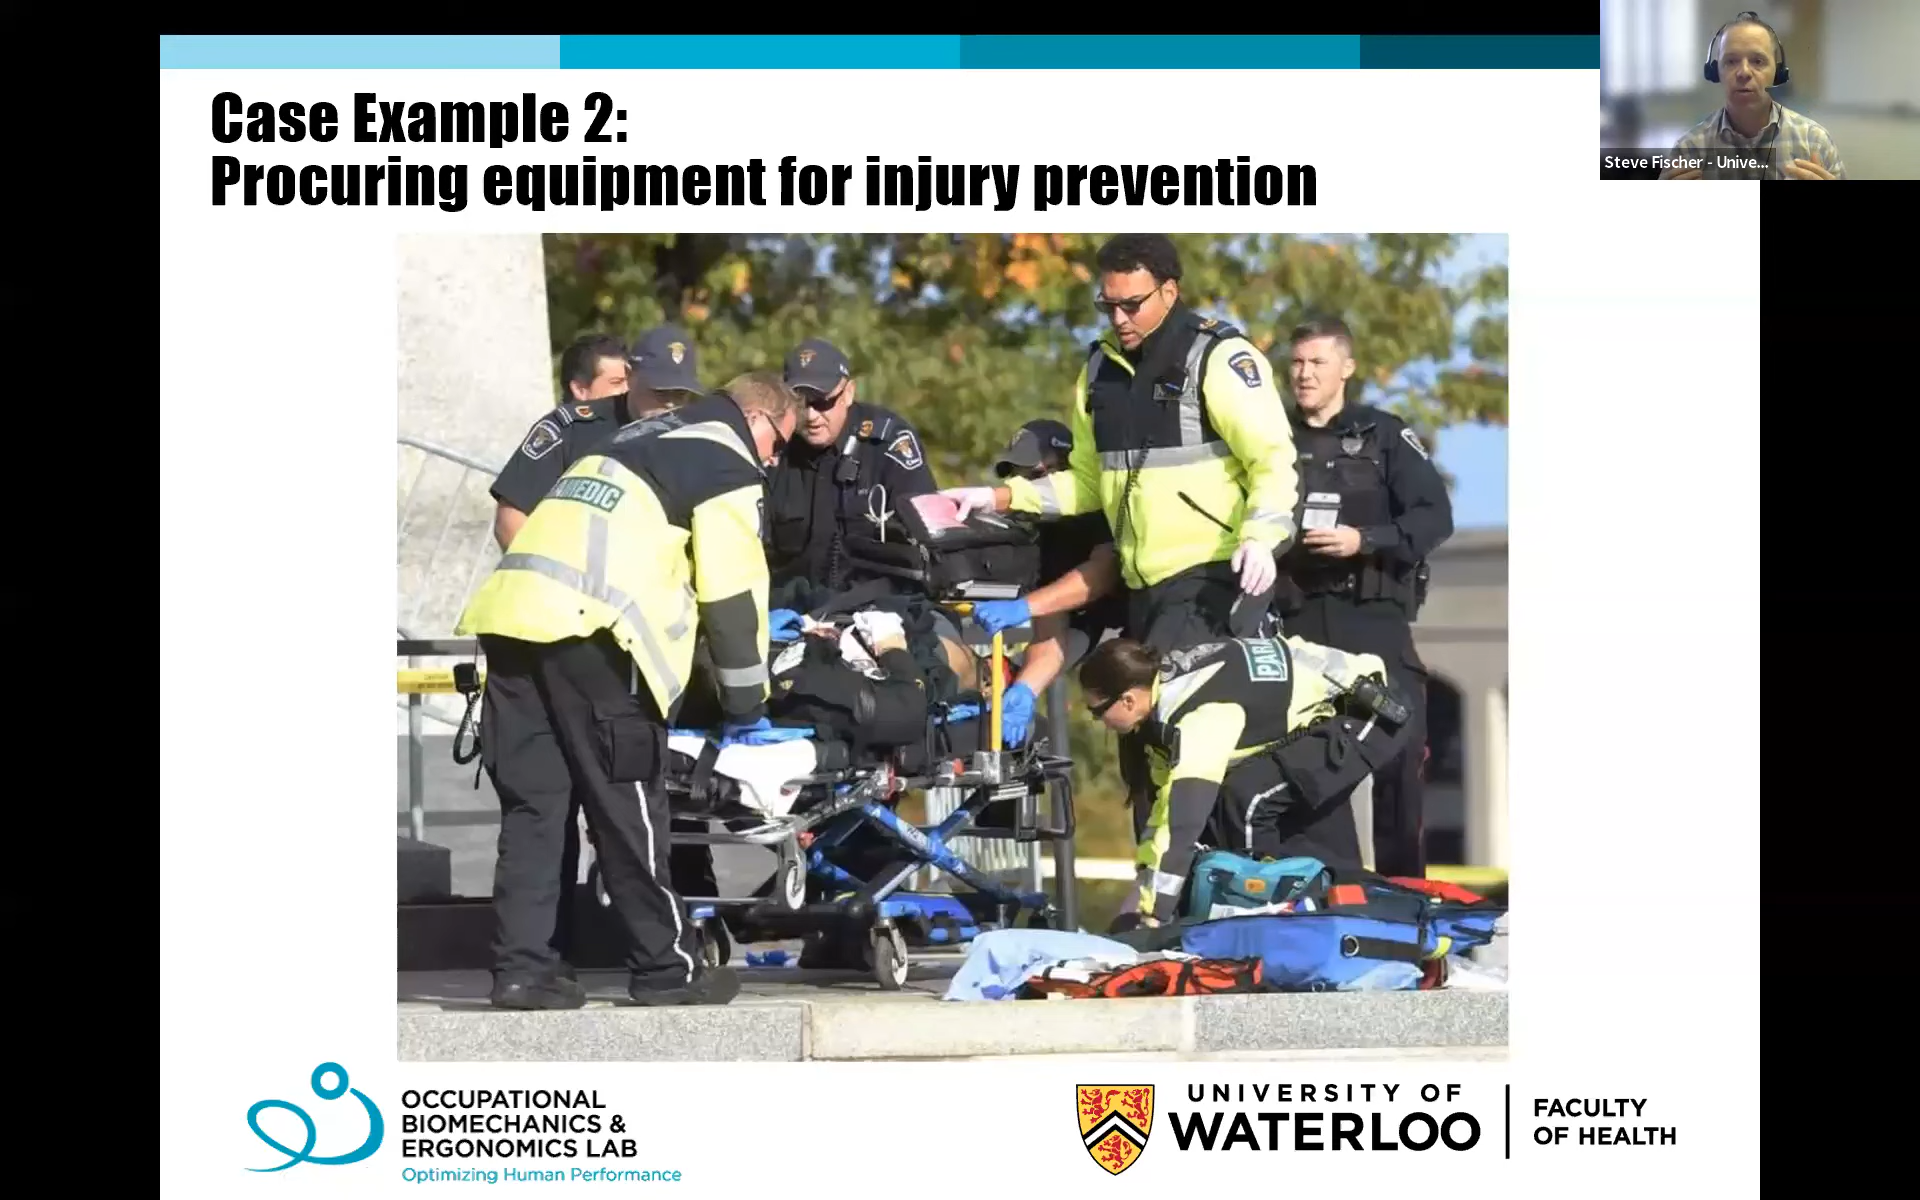 Case Example 2:
Procuring equipment for injury prevention
Steve Fischer - Unive...
PARAMEDIC
PAR
OCCUPATIONAL
BIOMECHANICS &
ERGONOMICS LAB
Optimizing Human Performance
UNIVERSITY OF
WATERLOO
FACULTY
OF HEALTH